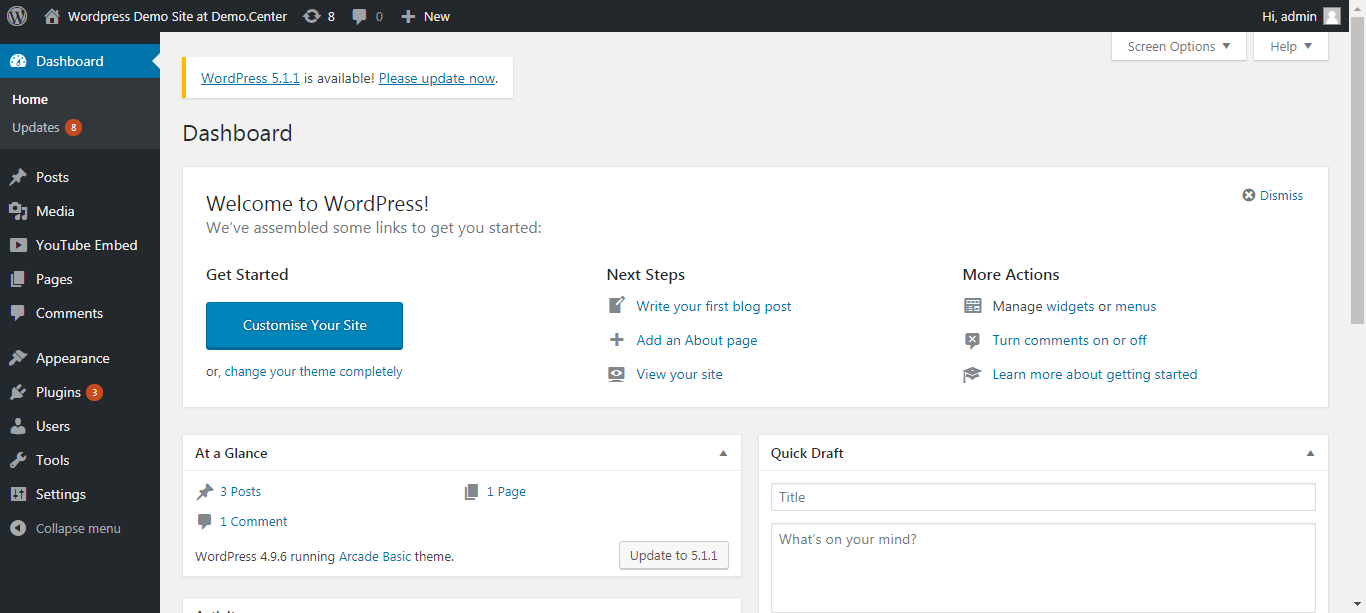 Wordpress Demo Site at Demo.Center 8 0 New Hi, admin
Screen Options Help
Dashboard
Home
Updates 8
Posts
Media
YouTube Embed
Pages
Comments
Appearance
Plugins 3
Users
Tools
Settings
Collapse menu
WordPress 5.1.1 is available! Please update now.
Dashboard
Welcome to WordPress!
Dismiss
We've assembled some links to get you started:
Get Started
Customise Your Site
or, change your theme completely
Next Steps
Write your first blog post
Add an About page
View your site
More Actions
Manage widgets or menus
Turn comments on or off
Learn more about getting started
At a Glance
3 Posts 1 Page
1 Comment
WordPress 4.9.6 running Arcade Basic theme. Update to 5.1.1
Quick Draft
Title
What's on your mind?